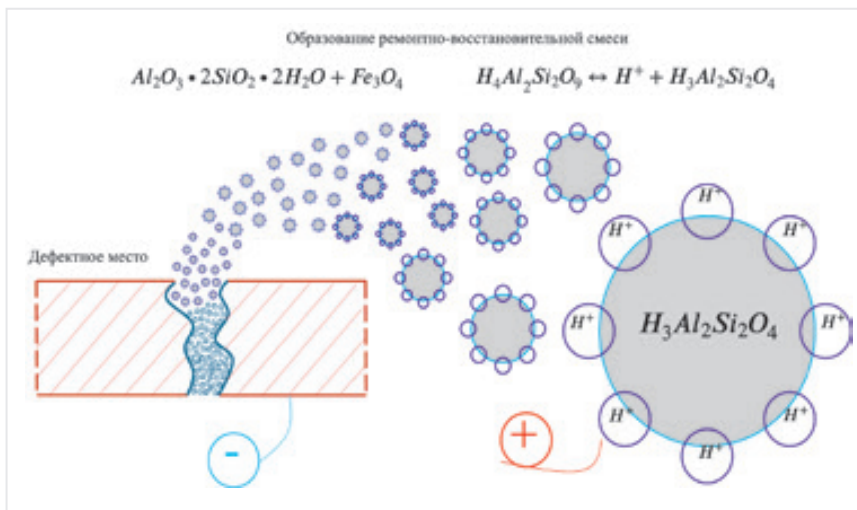 Образование ремонтно-восстановительной смеси
Al₂O₃ • 2SiO₂ • 2H₂O + Fe₃O₄
H₄Al₂Si₂O₉ ↔ H⁺ + H₃Al₂Si₂O₄
Дефектное место
H⁺
H⁺
H⁺
H⁺
H₃Al₂Si₂O₄
H⁺
H⁺
H⁺
H⁺
-
+